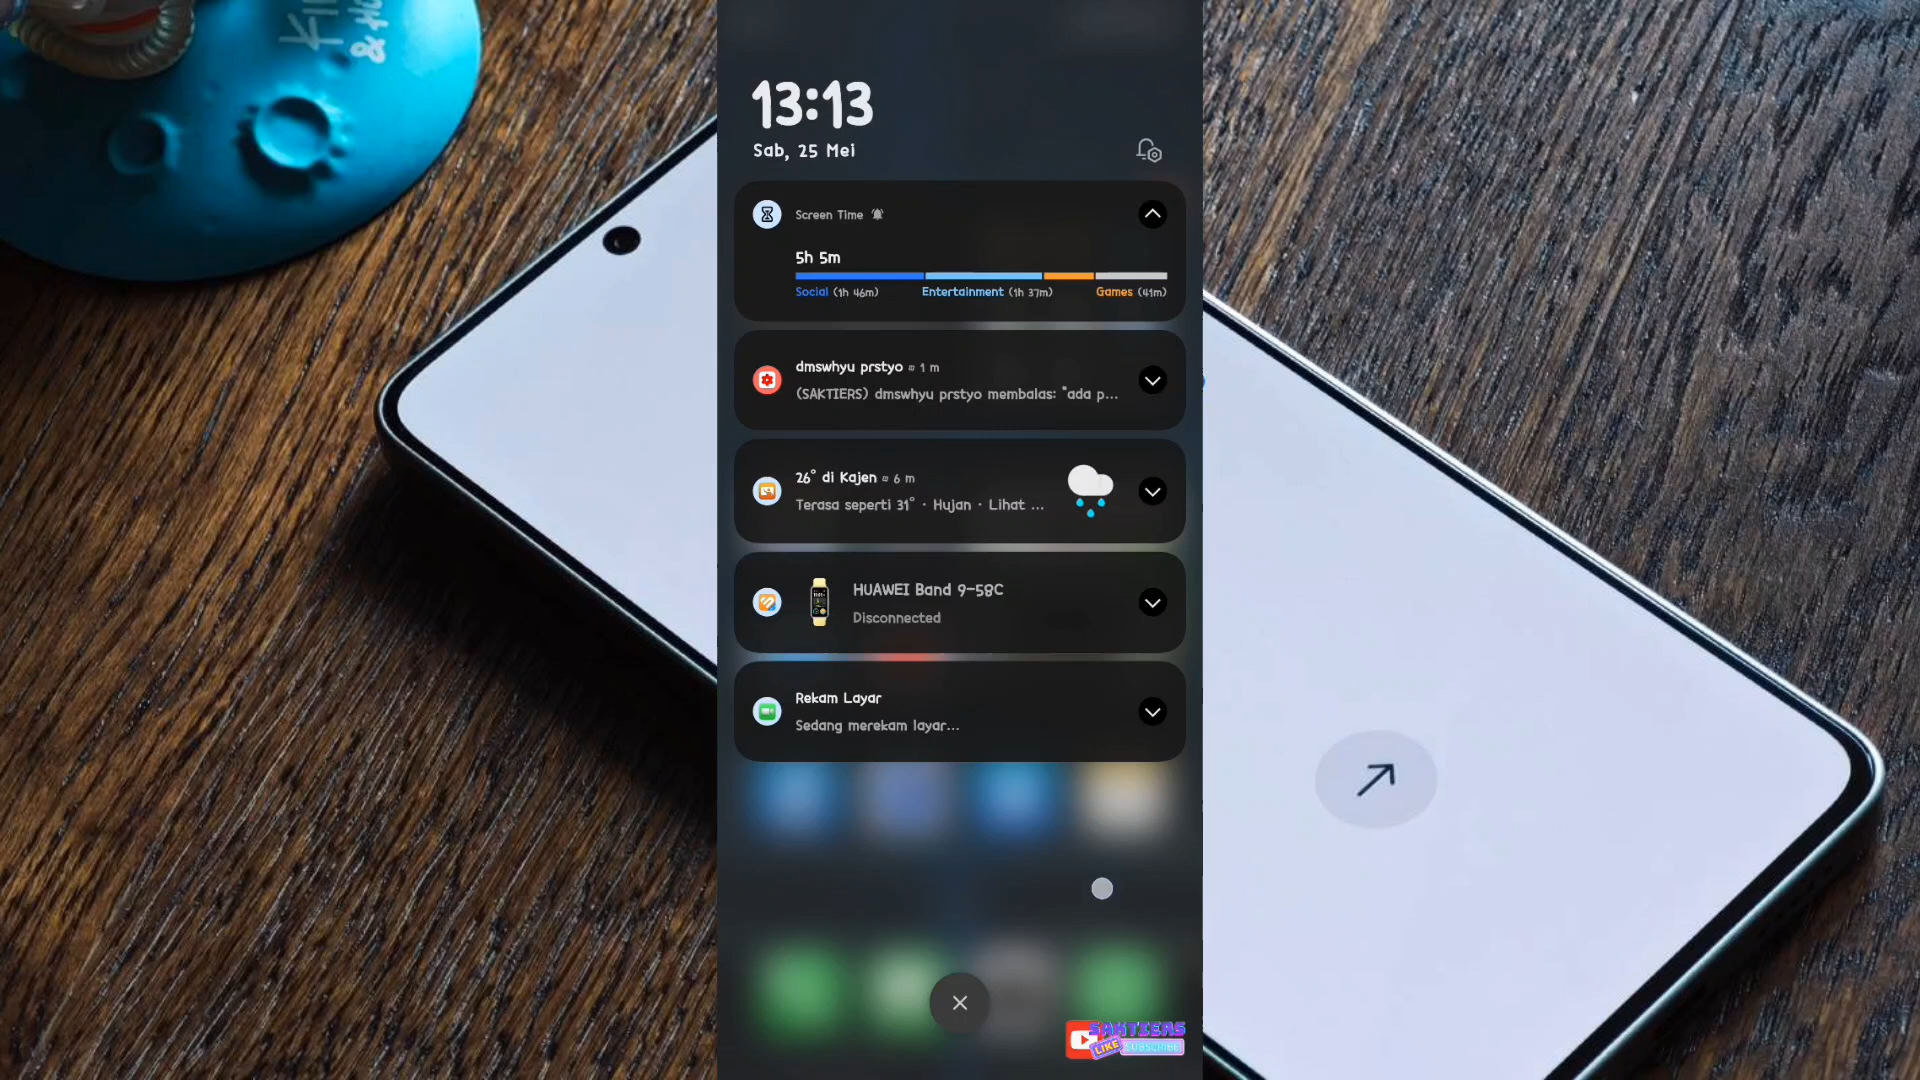 13:13
Sab, 25 Mei
Screen Time
5h 5m
Social (1h 46m) Entertainment (1h 37m) Games (41m)
dmswhyu prstyo ≈ 1 m
(SAKTIERS) dmswhyu prstyo membalas: "ada p...
26° di Kajen ≈ 6 m
Terasa seperti 31° · Hujan · Lihat ...
HUAWEI Band 9-58C
Disconnected
Rekam Layar
Sedang merekam layar...
SAKTIERS
LIKE SUBSCRIBE